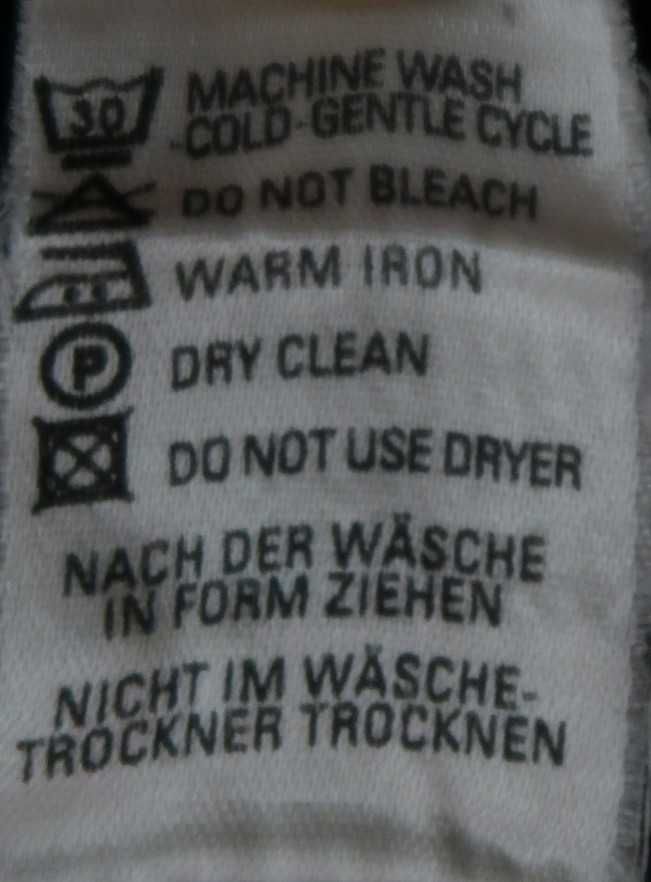 30 MACHINE WASH
-COLD-GENTLE CYCLE
DO NOT BLEACH
WARM IRON
P DRY CLEAN
DO NOT USE DRYER
NACH DER WÄSCHE
IN FORM ZIEHEN
NICHT IM WÄSCHE-
TROCKNER TROCKNEN